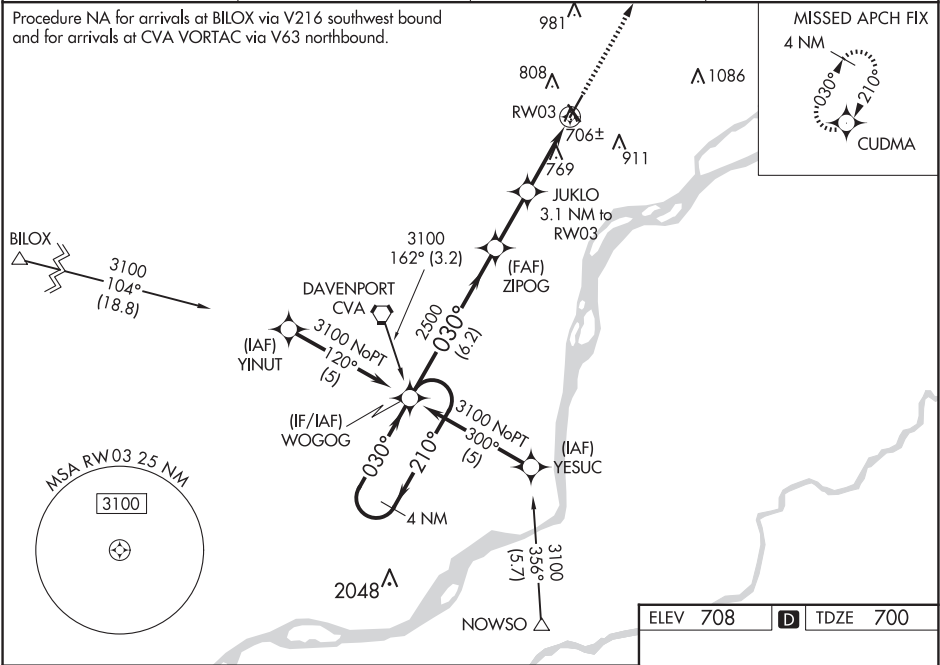 Procedure NA for arrivals at BILOX via V216 southwest bound
and for arrivals at CVA VORTAC via V63 northbound.
981
MISSED APCH FIX
4 NM
030°
210°
CUDMA
808
1086
RW03
706±
769
911
JUKLO
3.1 NM to
RW03
BILOX
3100
104°
(18.8)
3100
162° (3.2)
(FAF)
ZIPOG
DAVENPORT
CVA
2500
030°
(6.2)
(IAF)
YINUT
3100 NoPT
120°
(5)
(IF/IAF)
WOGOG
3100 NoPT
300°
(5)
(IAF)
YESUC
030°
210°
4 NM
MSA RW03 25 NM
3100
3100
356°
(5.7)
2048
NOWSO
ELEV 708 D TDZE 700